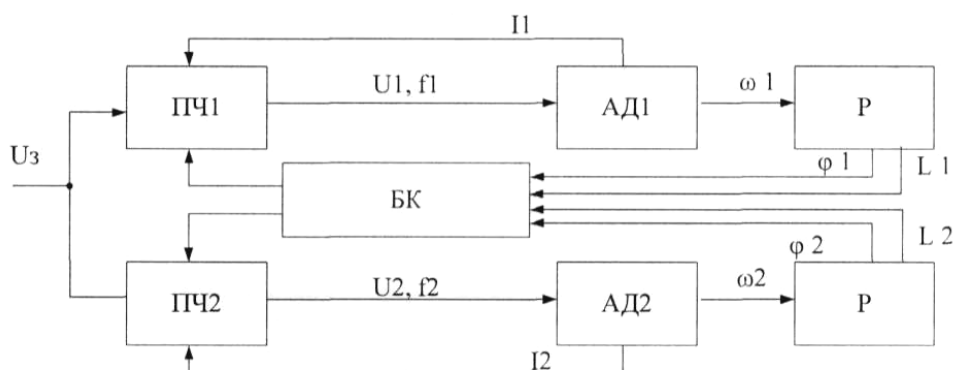 I1
ПЧ1
U1, f1
АД1
ω 1
Р
Uз
φ 1
L 1
БК
L 2
φ 2
ПЧ2
U2, f2
АД2
ω2
Р
I2